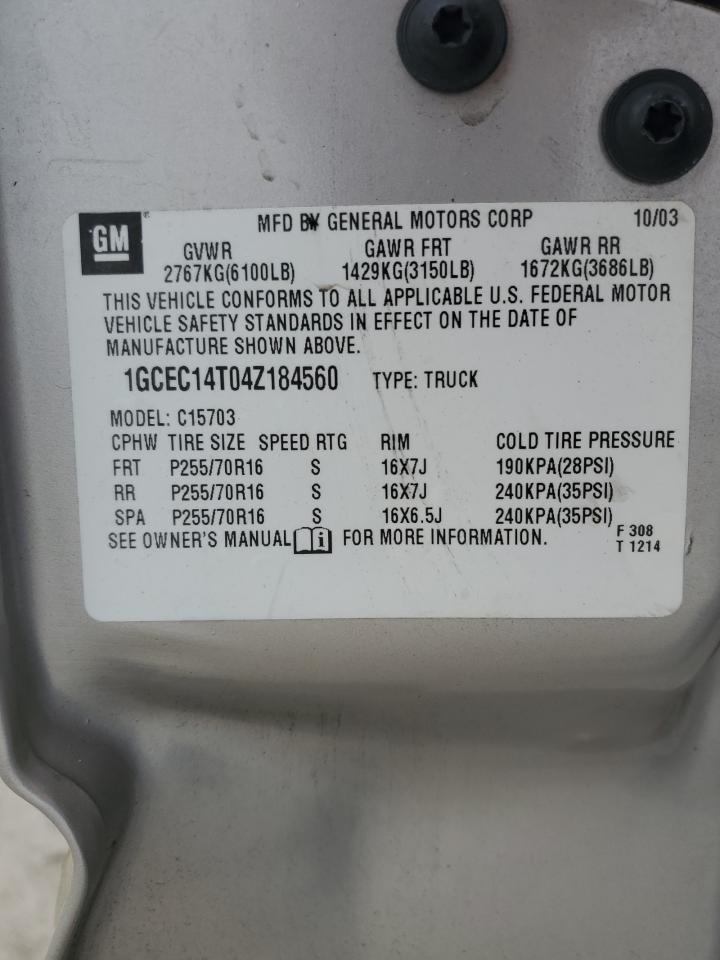 GM MFD BY GENERAL MOTORS CORP 10/03
GVWR GAWR FRT GAWR RR
2767KG(6100LB) 1429KG(3150LB) 1672KG(3686LB)
THIS VEHICLE CONFORMS TO ALL APPLICABLE U.S. FEDERAL MOTOR
VEHICLE SAFETY STANDARDS IN EFFECT ON THE DATE OF
MANUFACTURE SHOWN ABOVE.
1GCEC14T04Z184560 TYPE: TRUCK
MODEL: C15703
CPHW TIRE SIZE SPEED RTG RIM COLD TIRE PRESSURE
FRT P255/70R16 S 16X7J 190KPA(28PSI)
RR P255/70R16 S 16X7J 240KPA(35PSI)
SPA P255/70R16 S 16X6.5J 240KPA(35PSI)
SEE OWNER'S MANUAL i FOR MORE INFORMATION. F 308
T 1214